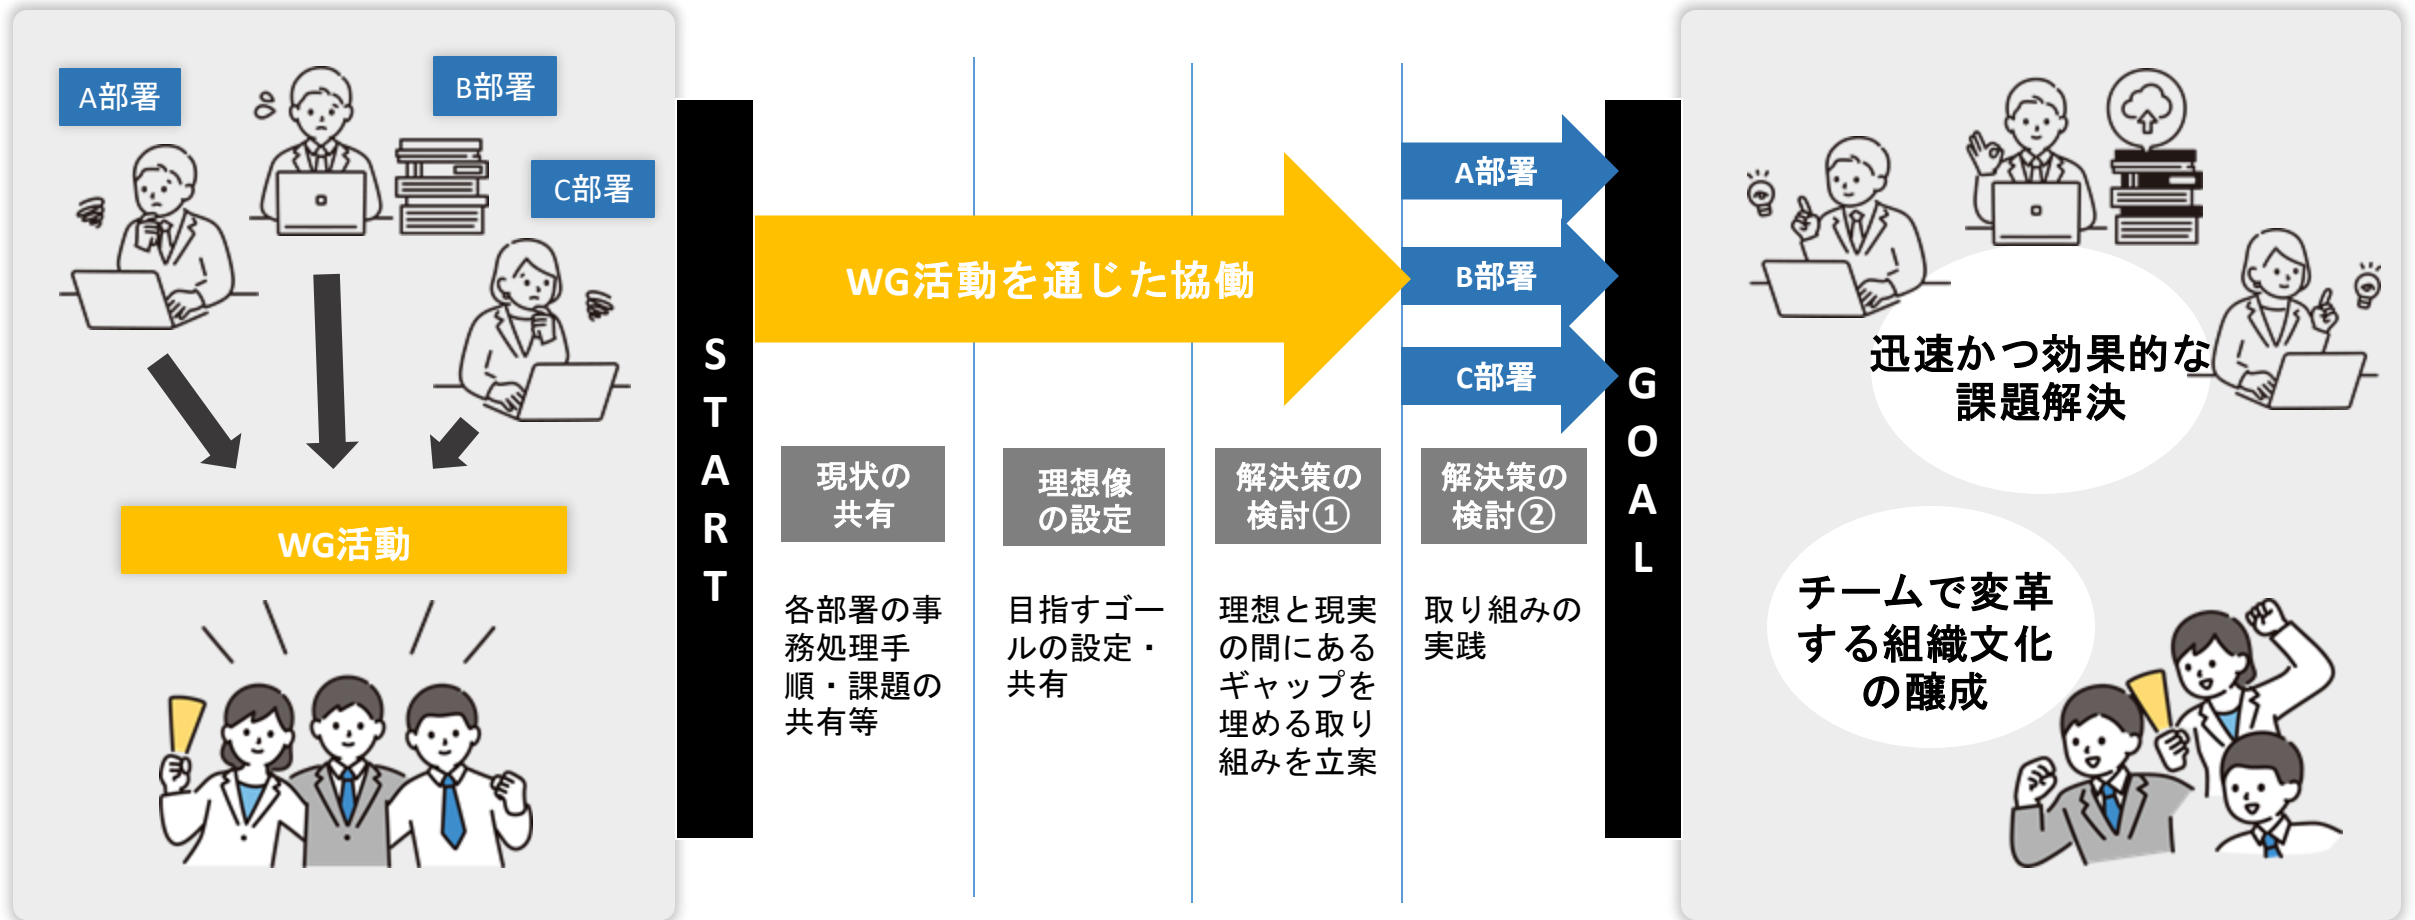 A部署
B部署
C部署
WG活動
START
WG活動を通じた協働
A部署
B部署
C部署
現状の
共有
各部署の事
務処理手
順・課題の
共有等
理想像
の設定
目指すゴー
ルの設定・
共有
解決策の
検討①
理想と現実
の間にある
ギャップを
埋める取り
組みを立案
解決策の
検討②
取り組みの
実践
GOAL
迅速かつ効果的な
課題解決
チームで変革
する組織文化
の醸成